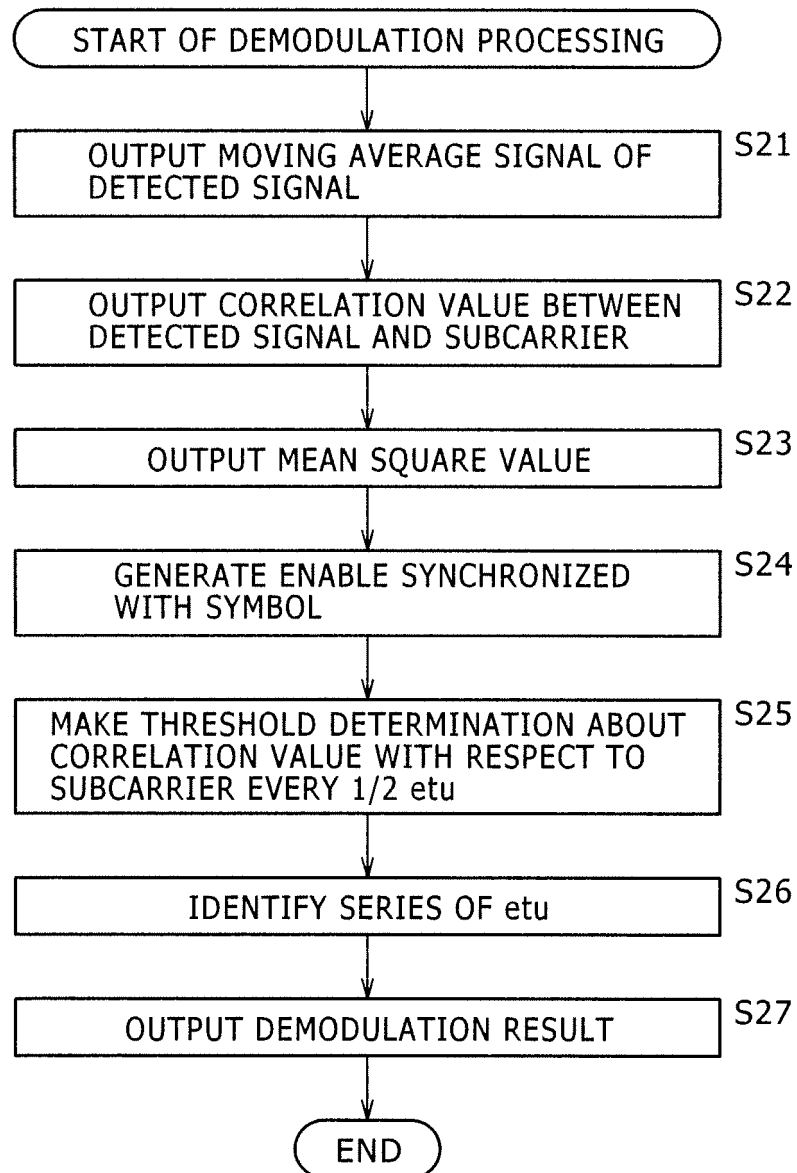 START OF DEMODULATION PROCESSING
S21
OUTPUT MOVING AVERAGE SIGNAL OF
DETECTED SIGNAL
S22
OUTPUT CORRELATION VALUE BETWEEN
DETECTED SIGNAL AND SUBCARRIER
S23
OUTPUT MEAN SQUARE VALUE
S24
GENERATE ENABLE SYNCHRONIZED
WITH SYMBOL
S25
MAKE THRESHOLD DETERMINATION ABOUT
CORRELATION VALUE WITH RESPECT TO
SUBCARRIER EVERY 1/2 etu
S26
IDENTIFY SERIES OF etu
S27
OUTPUT DEMODULATION RESULT
END